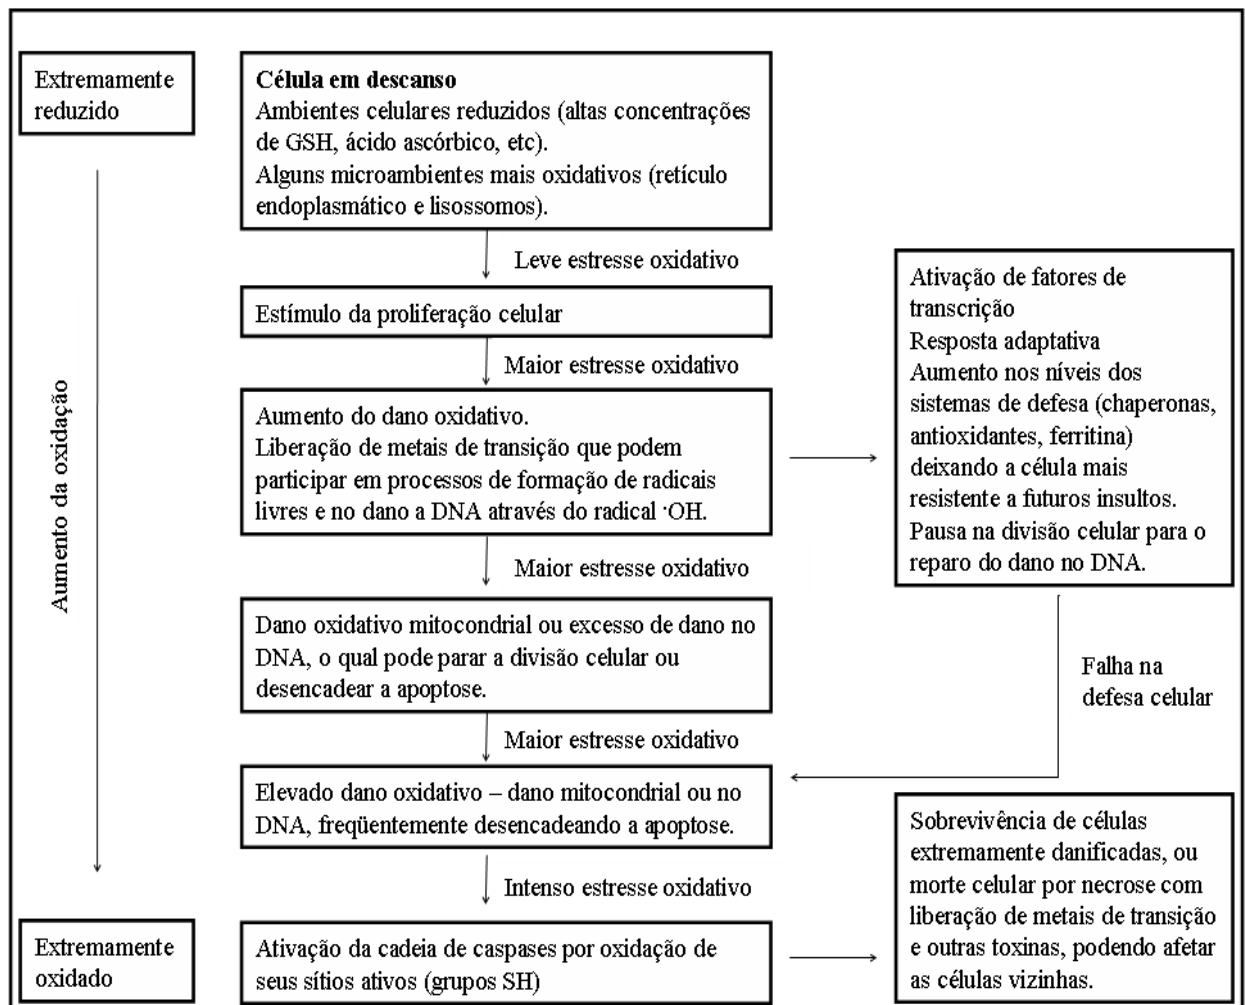 Extremamente
reduzido
Célula em descanso
Ambientes celulares reduzidos (altas concentrações
de GSH, ácido ascórbico, etc).
Alguns microambientes mais oxidativos (retículo
endoplasmático e lisossomos).
Leve estresse oxidativo
Estímulo da proliferação celular
Maior estresse oxidativo
Aumento do dano oxidativo.
Liberação de metais de transição que podem
participar em processos de formação de radicais
livres e no dano a DNA através do radical ·OH.
Ativação de fatores de
transcrição
Resposta adaptativa
Aumento nos níveis dos
sistemas de defesa (chaperonas,
antioxidantes, ferritina)
deixando a célula mais
resistente a futuros insultos.
Pausa na divisão celular para o
reparo do dano no DNA.
Aumento da oxidação
Maior estresse oxidativo
Dano oxidativo mitocondrial ou excesso de dano no
DNA, o qual pode parar a divisão celular ou
desencadear a apoptose.
Falha na
defesa celular
Maior estresse oxidativo
Elevado dano oxidativo – dano mitocondrial ou no
DNA, freqüentemente desencadeando a apoptose.
Intenso estresse oxidativo
Extremamente
oxidado
Ativação da cadeia de caspases por oxidação de
seus sítios ativos (grupos SH)
Sobrevivência de células
extremamente danificadas, ou
morte celular por necrose com
liberação de metais de transição
e outras toxinas, podendo afetar
as células vizinhas.